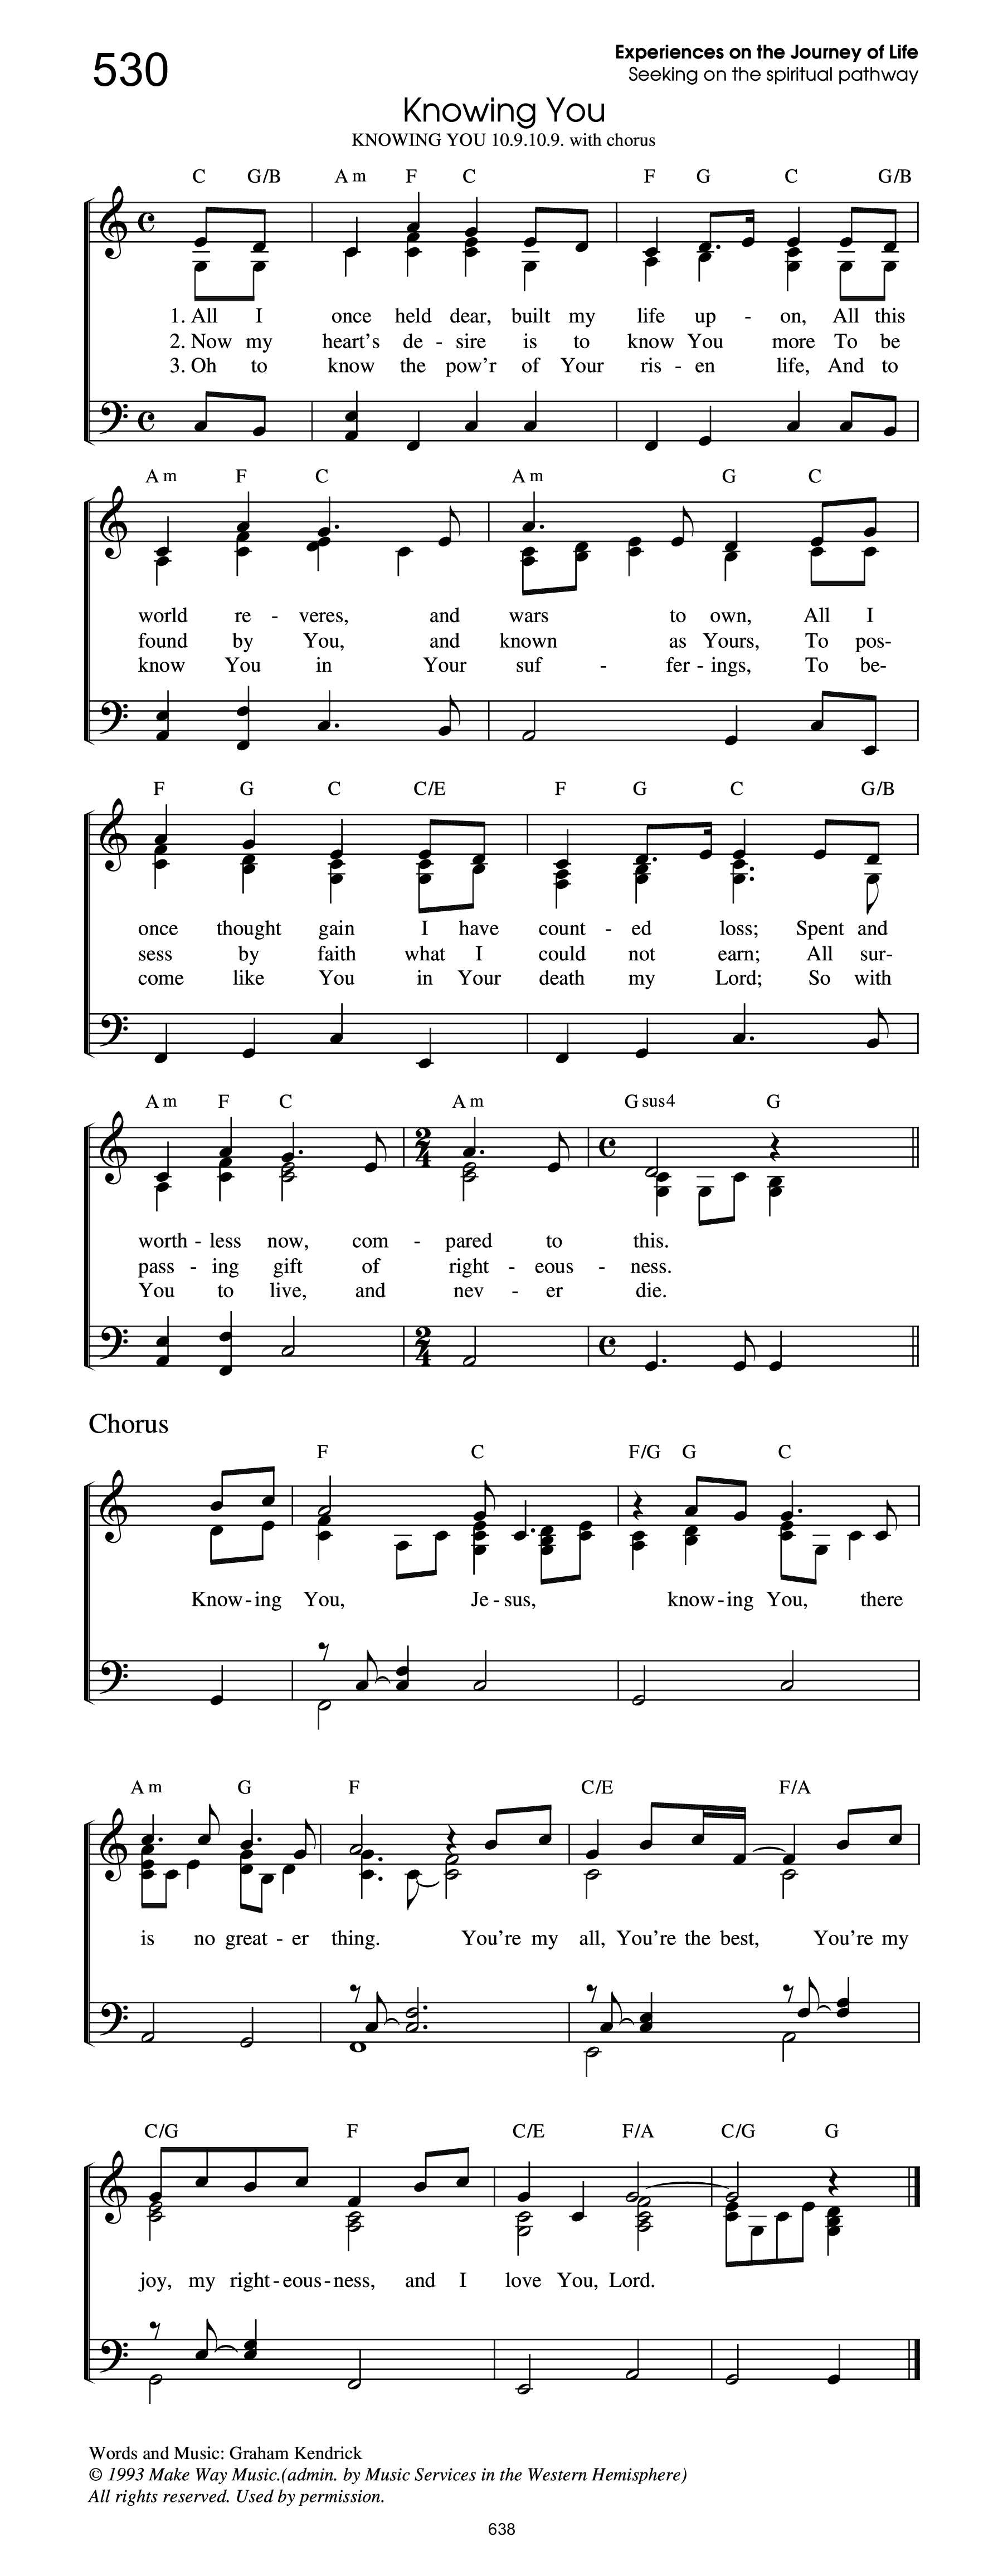 530
Experiences on the Journey of Life
Seeking on the spiritual pathway
Knowing You
KNOWING YOU 10.9.10.9. with chorus
C G/B Am F C F G C G/B
1. All I once held dear, built my life up - on, All this
2. Now my heart's de - sire is to know You more To be
3. Oh to know the pow'r of Your ris - en life, And to
Am F C Am G C
world re - veres, and wars to own, All I
found by You, and known as Yours, To pos-
know You in Your suf - fer - ings, To be-
F G C C/E F G C G/B
once thought gain I have count - ed loss; Spent and
sess by faith what I could not earn; All sur-
come like You in Your death my Lord; So with
Am F C Am Gsus4 G
2
4
2
4
worth - less now, com - pared to this.
pass - ing gift of right - eous - ness.
You to live, and nev - er die.
Chorus
F C F/G G C
Know - ing You, Je - sus, know - ing You, there
Am G F C/E F/A
is no great - er thing. You're my all, You're the best, You're my
C/G F C/E F/A C/G G
joy, my right - eous - ness, and I love You, Lord.
Words and Music: Graham Kendrick
© 1993 Make Way Music.(admin. by Music Services in the Western Hemisphere)
All rights reserved. Used by permission.
638